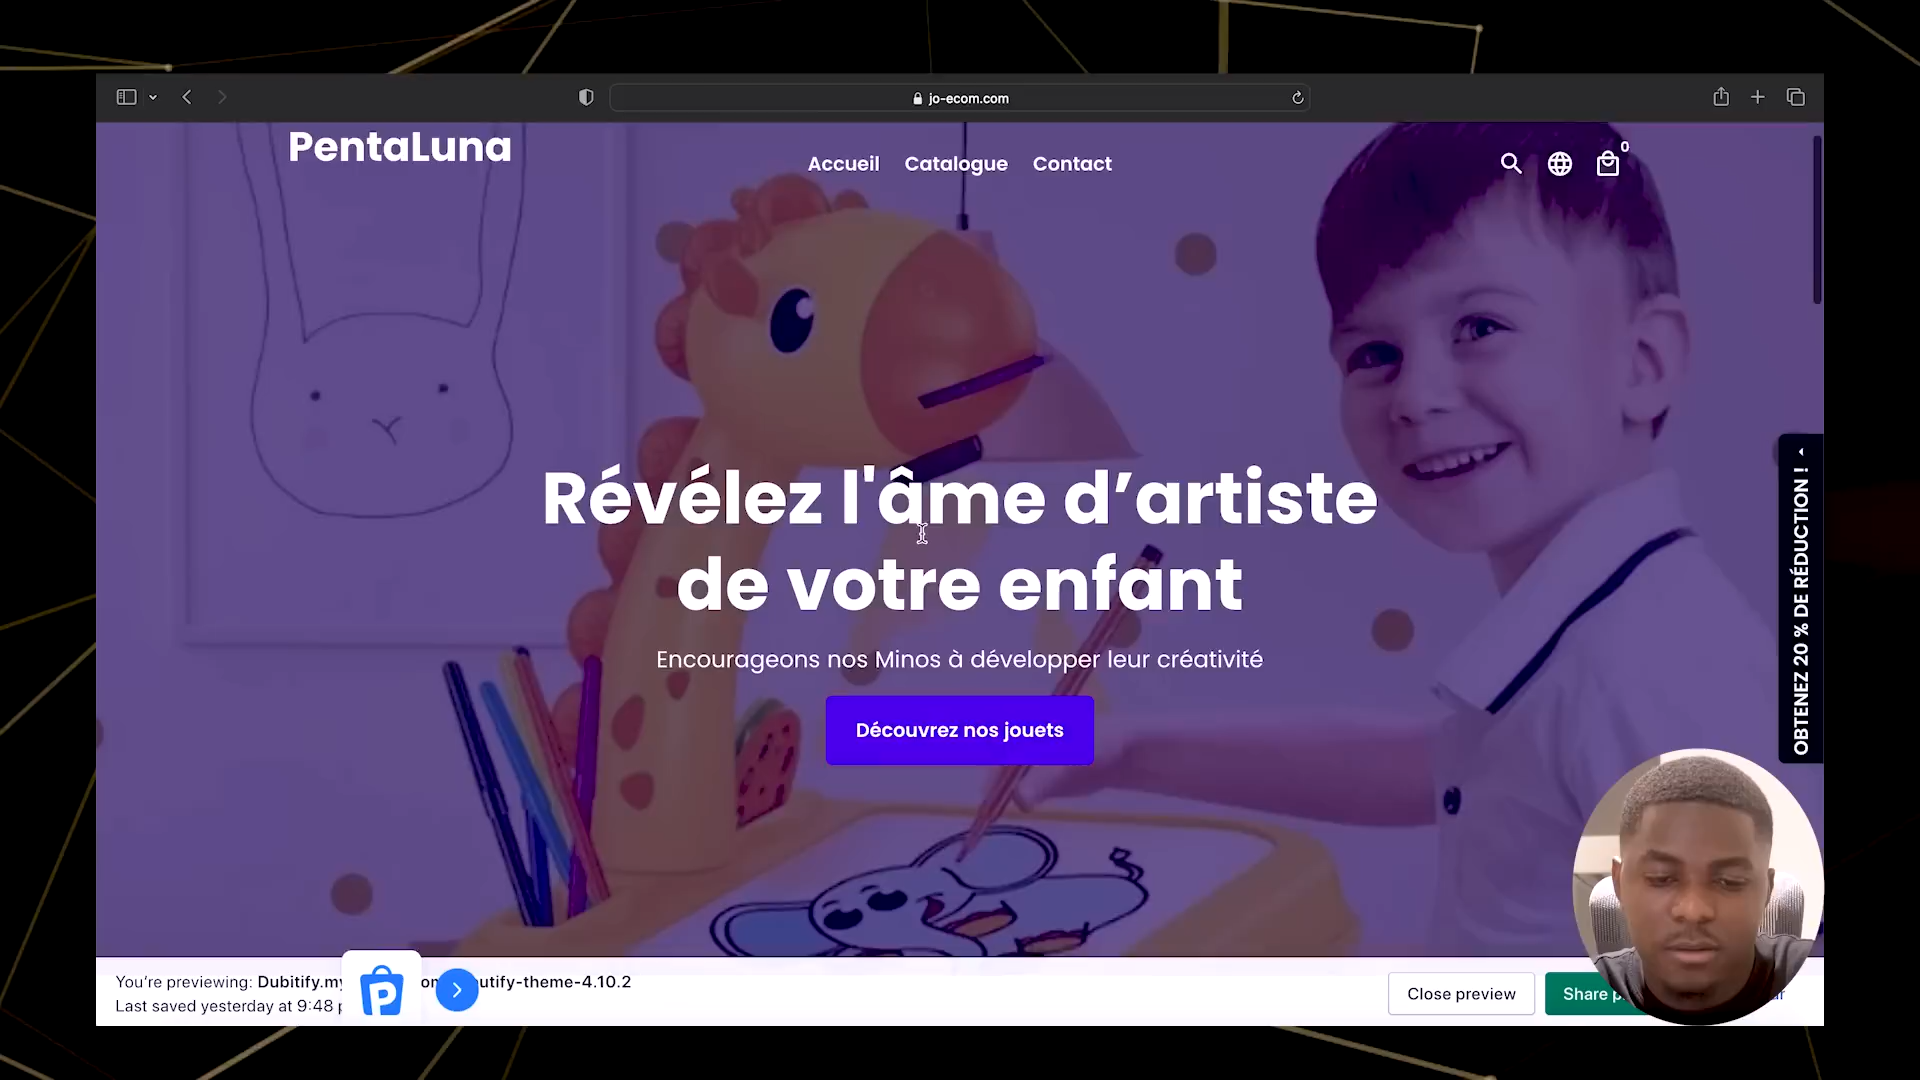 jo-ecom.com
PentaLuna
Accueil Catalogue Contact
0
Révélez l'âme d’artiste
de votre enfant
Encourageons nos Minos à développer leur créativité
Découvrez nos jouets
OBTENEZ 20 % DE RÉDUCTION !
You’re previewing: Dubitify.my
utify-theme-4.10.2
Last saved yesterday at 9:48
Close preview
Share